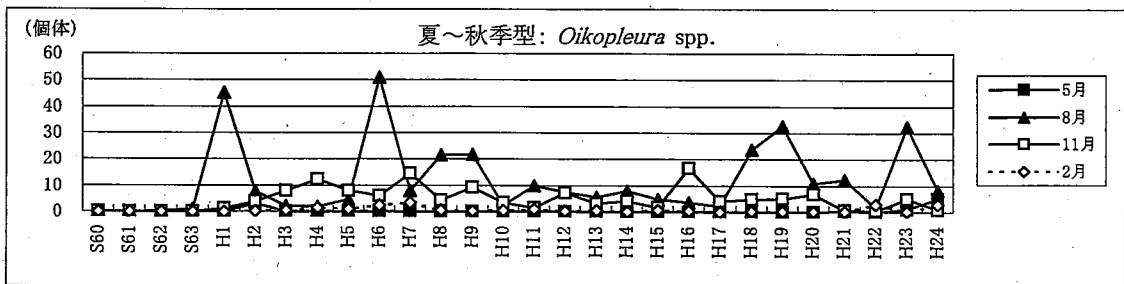 (個体)
夏～秋季型: Oikopleura spp.
60
50
40
30
20
10
0
S60 S61 S62 S63 H1 H2 H3 H4 H5 H6 H7 H8 H9 H10 H11 H12 H13 H14 H15 H16 H17 H18 H19 H20 H21 H22 H23 H24
5月
8月
11月
2月